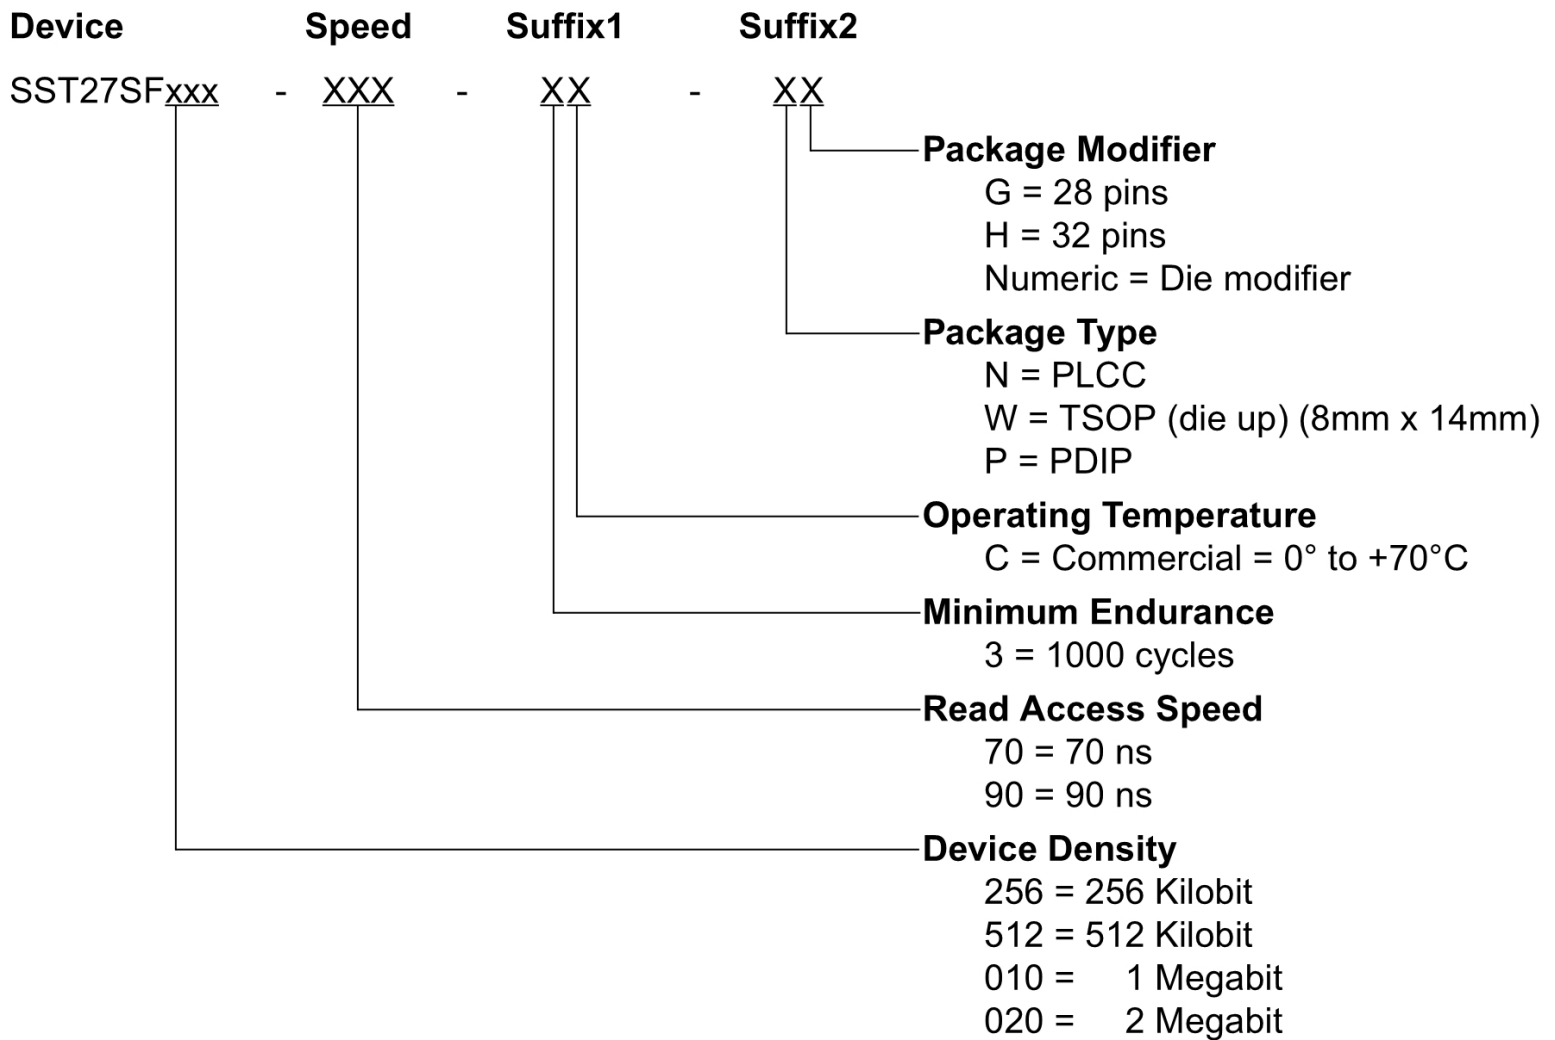 Device Speed Suffix1 Suffix2
SST27SFxxx - XXX - XX - XX
Package Modifier
G = 28 pins
H = 32 pins
Numeric = Die modifier
Package Type
N = PLCC
W = TSOP (die up) (8mm x 14mm)
P = PDIP
Operating Temperature
C = Commercial = 0° to +70°C
Minimum Endurance
3 = 1000 cycles
Read Access Speed
70 = 70 ns
90 = 90 ns
Device Density
256 = 256 Kilobit
512 = 512 Kilobit
010 = 1 Megabit
020 = 2 Megabit